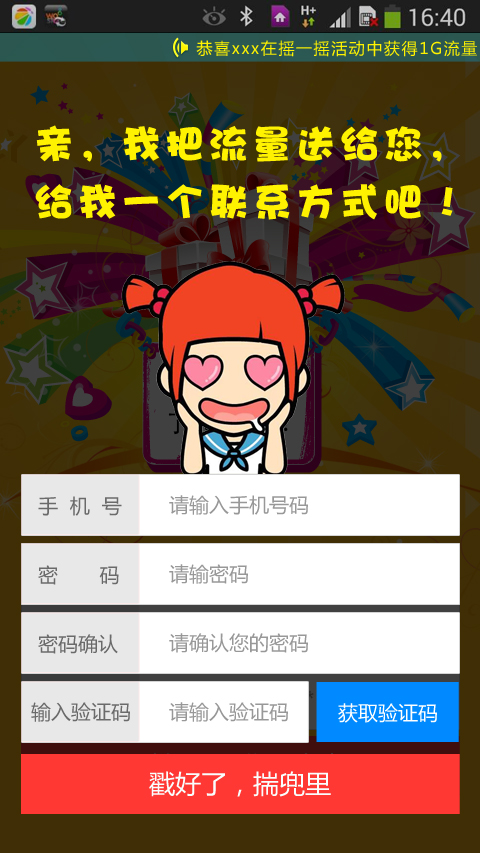 H+
16:40
恭喜xxx在摇一摇活动中获得1G流量
亲，我把流量送给您，
给我一个联系方式吧！
手 机 号 请输入手机号码
密 码 请输密码
密码确认 请确认您的密码
输入验证码 请输入验证码 获取验证码
戳好了，揣兜里